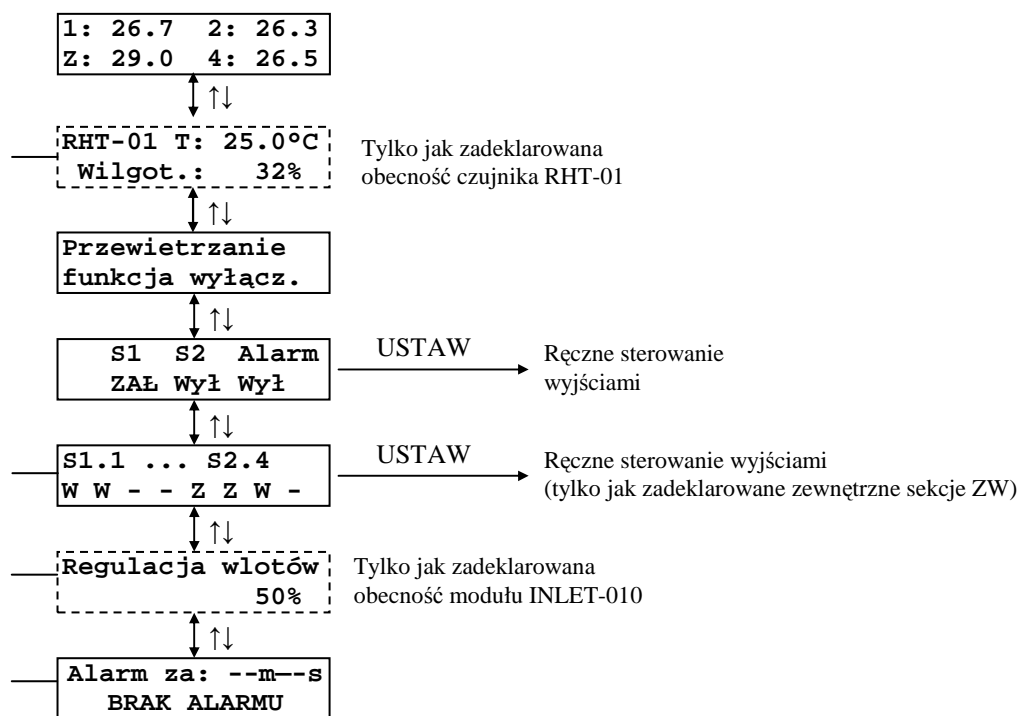 1: 26.7 2: 26.3
Z: 29.0 4: 26.5
↑↓
RHT-01 T: 25.0°C
Wilgot.: 32%
Tylko jak zadeklarowana
obecność czujnika RHT-01
↑↓
Przewietrzanie
funkcja wyłącz.
↑↓
S1 S2 Alarm
ZAŁ Wył Wył
USTAW
Ręczne sterowanie
wyjściami
↑↓
S1.1 ... S2.4
W W - - Z Z W -
USTAW
Ręczne sterowanie wyjściami
(tylko jak zadeklarowane zewnętrzne sekcje ZW)
↑↓
Regulacja wlotów
50%
Tylko jak zadeklarowana
obecność modułu INLET-010
↑↓
Alarm za: --m--s
BRAK ALARMU